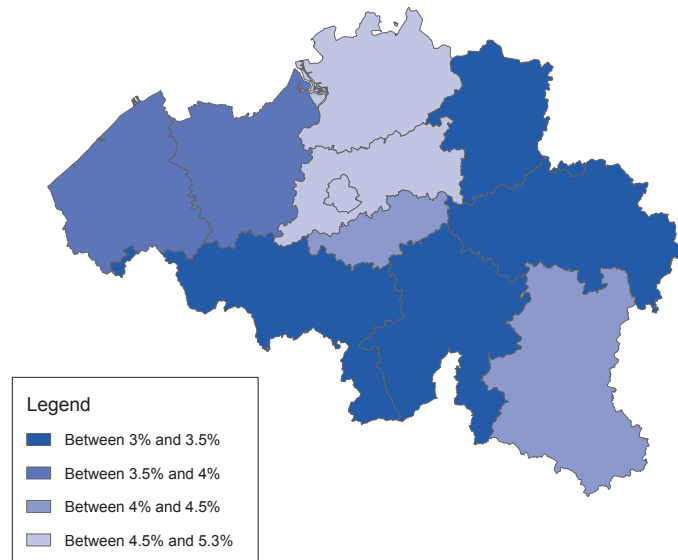 Legend
Between 3% and 3.5%
Between 3.5% and 4%
Between 4% and 4.5%
Between 4.5% and 5.3%